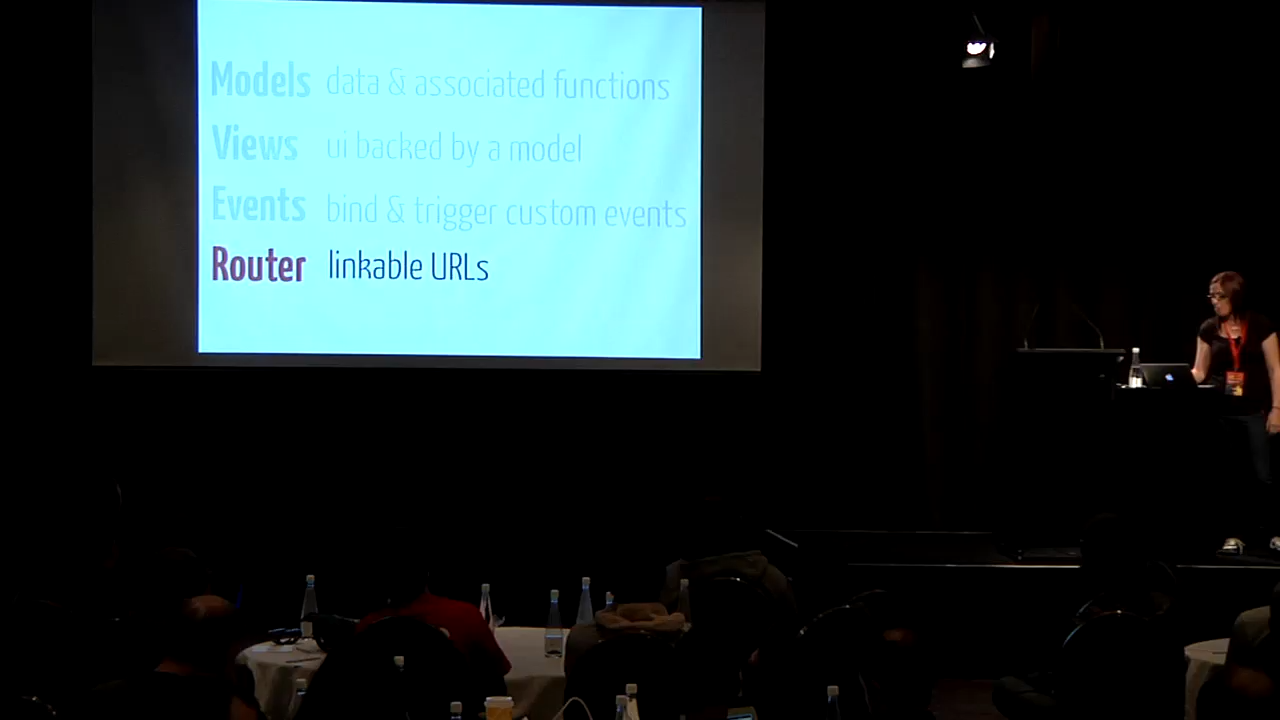 Models data & associated functions
Views ui backed by a model
Events bind & trigger custom events
Router linkable URLs